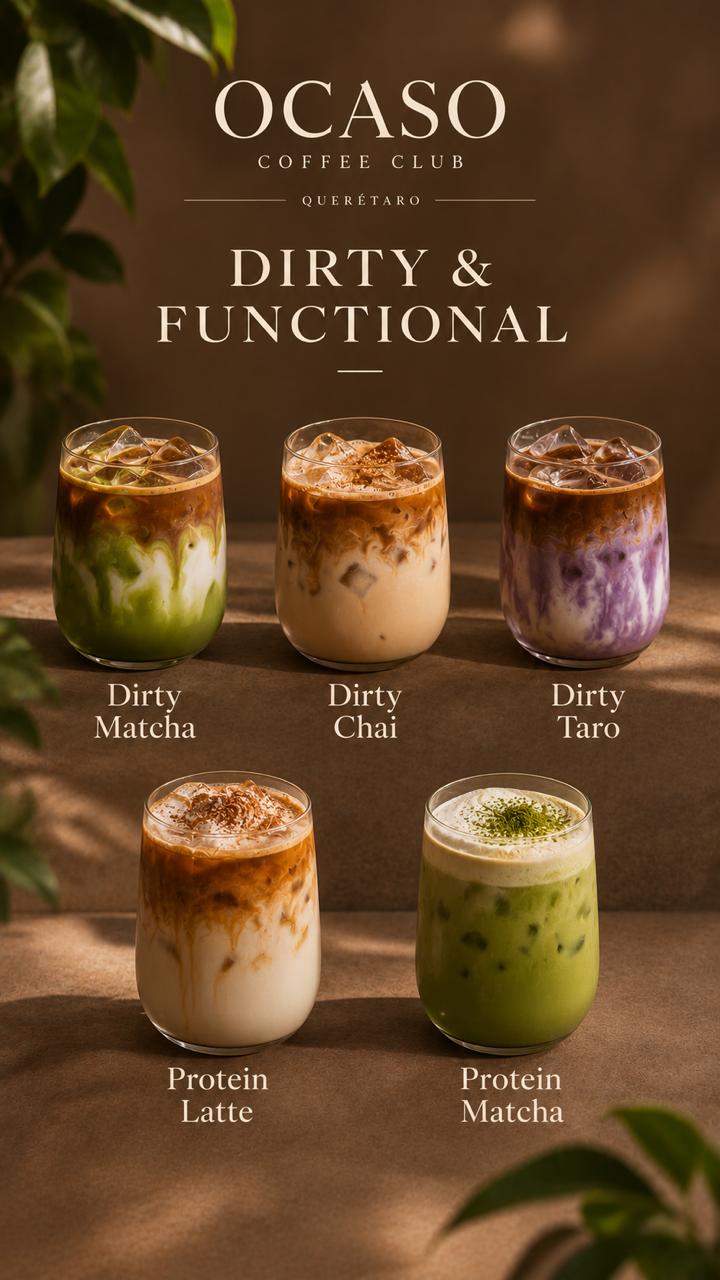 OCASO
COFFEE CLUB
QUERÉTARO
DIRTY &
FUNCTIONAL
Dirty
Matcha
Dirty
Chai
Dirty
Taro
Protein
Latte
Protein
Matcha